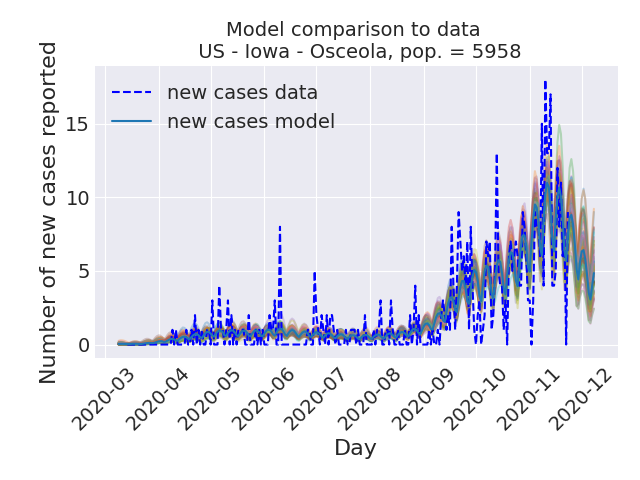 Model comparison to data
US - Iowa - Osceola, pop. = 5958
new cases data
new cases model
Number of new cases reported
15
10
5
0
2020-03
2020-04
2020-05
2020-06
2020-07
2020-08
2020-09
2020-10
2020-11
2020-12
Day